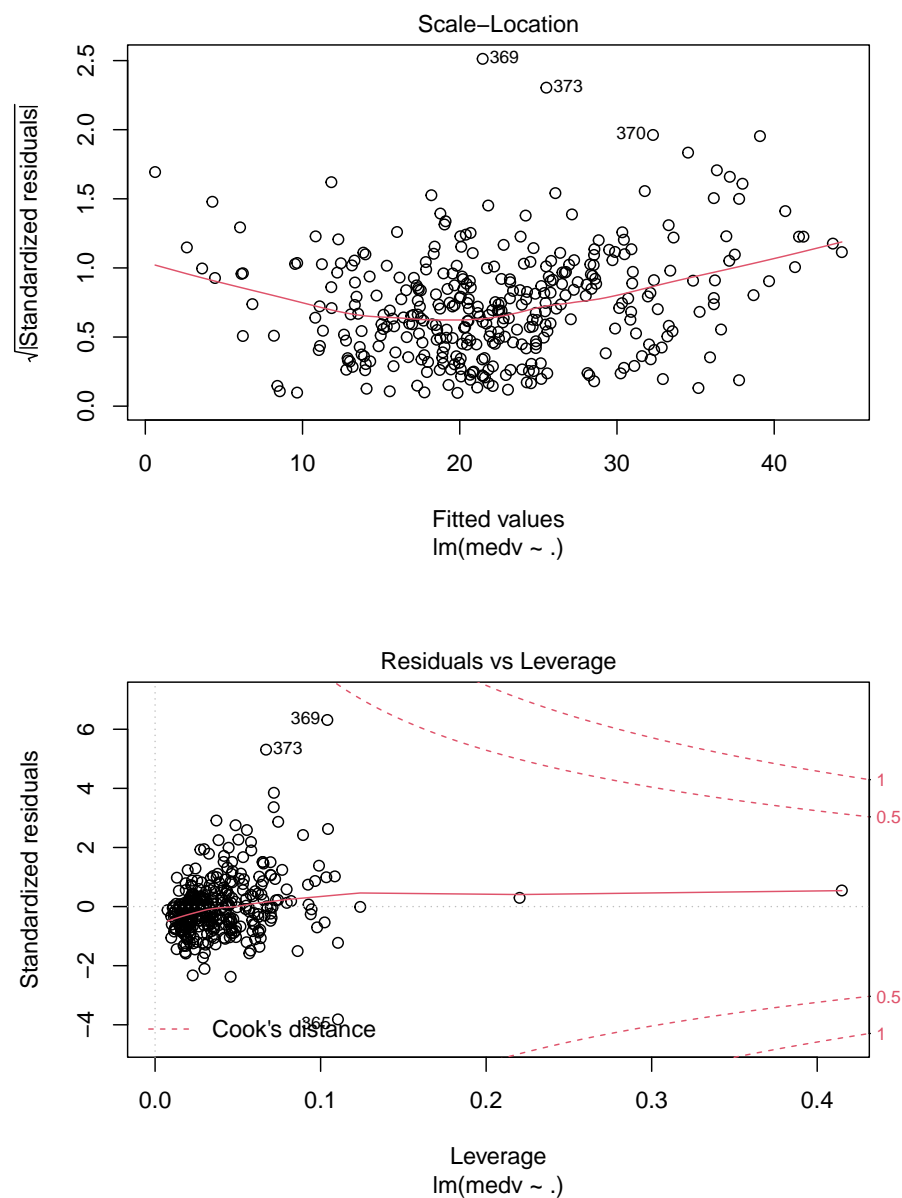 Scale−Location
√|Standardized residuals|
2.5
2.0
1.5
1.0
0.5
0.0
369
373
370
0 10 20 30 40
Fitted values
lm(medv ~ .)
Residuals vs Leverage
Standardized residuals
6
4
2
0
−2
−4
369
373
1
0.5
0.5
1
365
Cook's distance
0.0 0.1 0.2 0.3 0.4
Leverage
lm(medv ~ .)